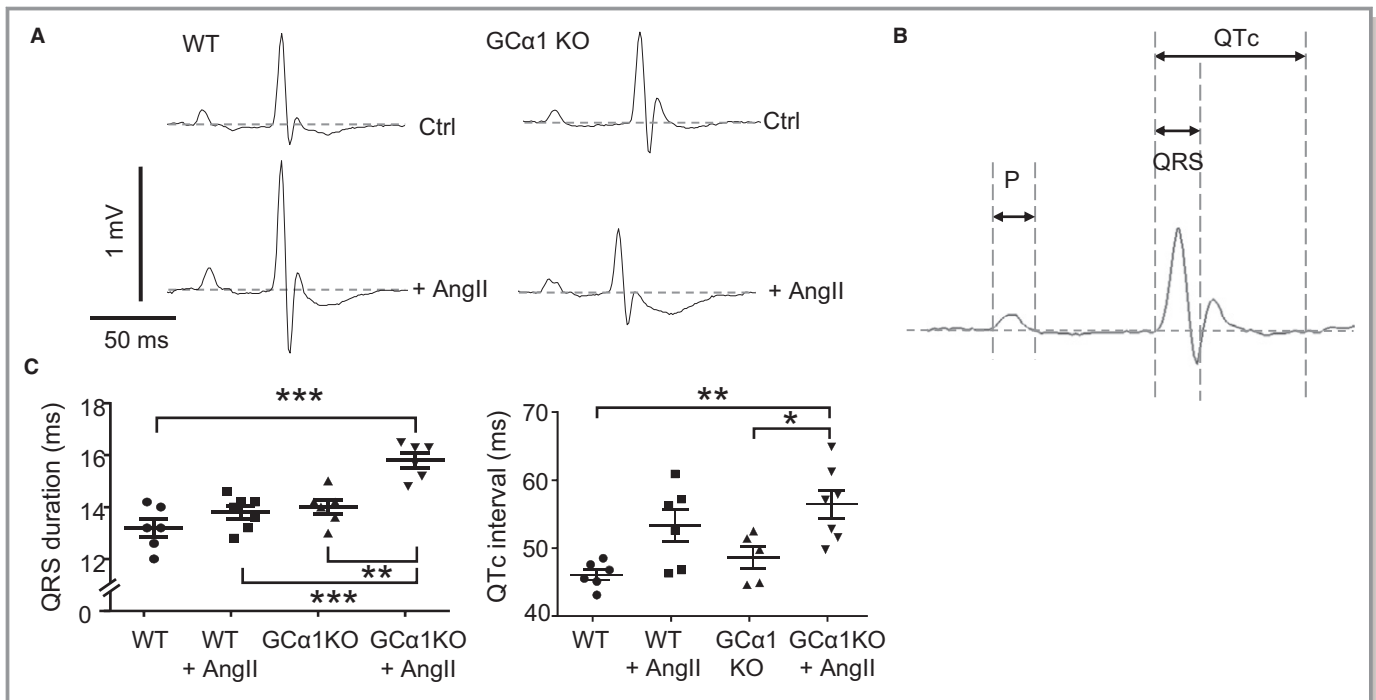 A
WT
GCα1 KO
Ctrl
Ctrl
1 mV
+ AngII
+ AngII
50 ms
B
QTc
QRS
P
C
QRS duration (ms)
18
16
14
12
0
***
**
***
WT
WT
+ AngII
GCα1KO
GCα1KO
+ AngII
QTc interval (ms)
70
60
50
40
**
*
WT
WT
+ AngII
GCα1
KO
GCα1KO
+ AngII